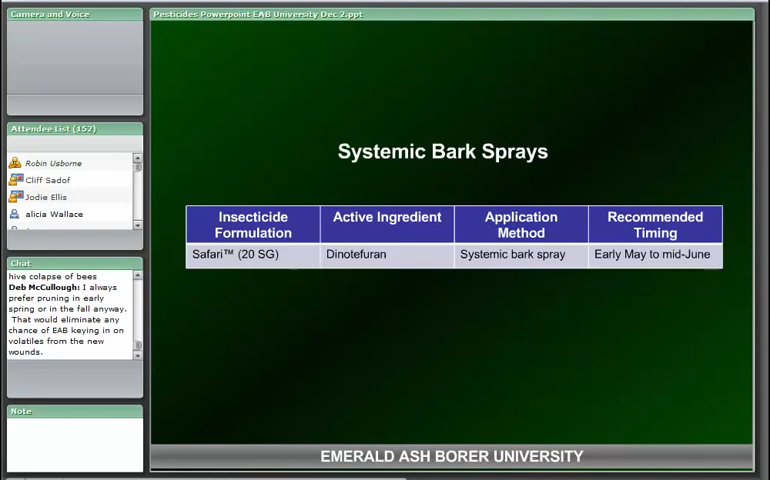 Camera and Voice
Pesticides Powerpoint EAB University Dec 2.ppt
Attendee List (152)
Robin Usborne
Cliff Sadof
Jodie Ellis
alicia Wallace
Chat
hive colapse of bees
Deb McCullough: I always
prefer pruning in early
spring or in the fall anyway.
That would eliminate any
chance of EAB keying in on
volatiles from the new
wounds.
Note
Systemic Bark Sprays
Insecticide Formulation
Active Ingredient
Application Method
Recommended Timing
Safari™ (20 SG)
Dinotefuran
Systemic bark spray
Early May to mid-June
EMERALD ASH BORER UNIVERSITY